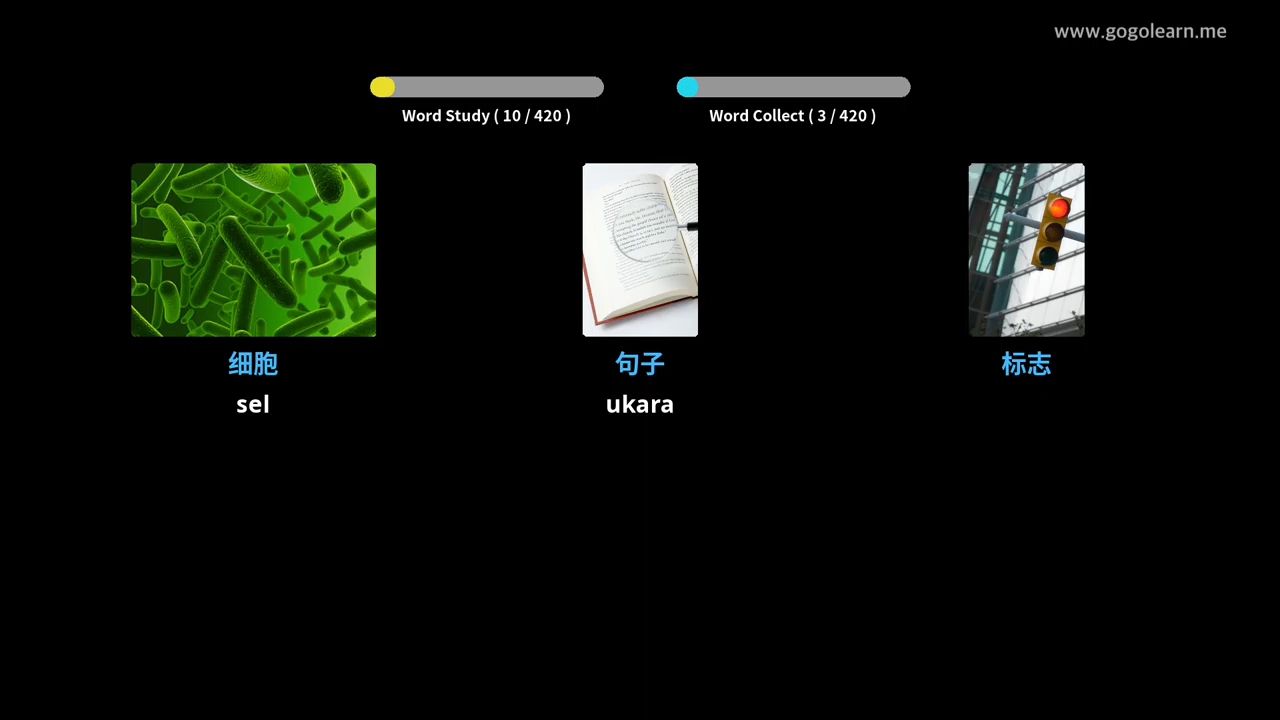 www.gogolearn.me
Word Study ( 10 / 420 )
Word Collect ( 3 / 420 )
细胞
句子
标志
sel
ukara